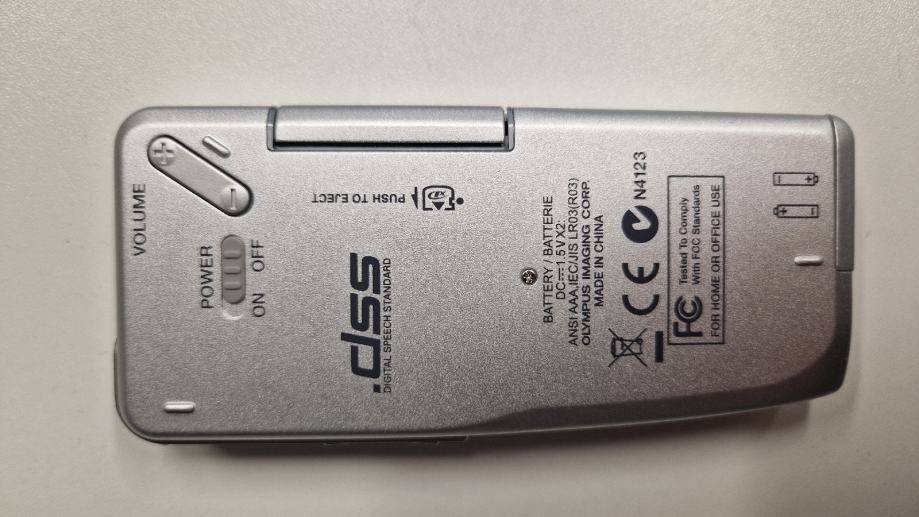 VOLUME
+
-
POWER
ON OFF
PUSH TO EJECT
xD
.dss
DIGITAL SPEECH STANDARD
BATTERY / BATTERIE
DC⎓1.5V X2:
ANSI AAA,IEC/JIS LR03(R03)
OLYMPUS IMAGING CORP.
MADE IN CHINA
CE N4123
FC Tested To Comply
With FCC Standards
FOR HOME OR OFFICE USE